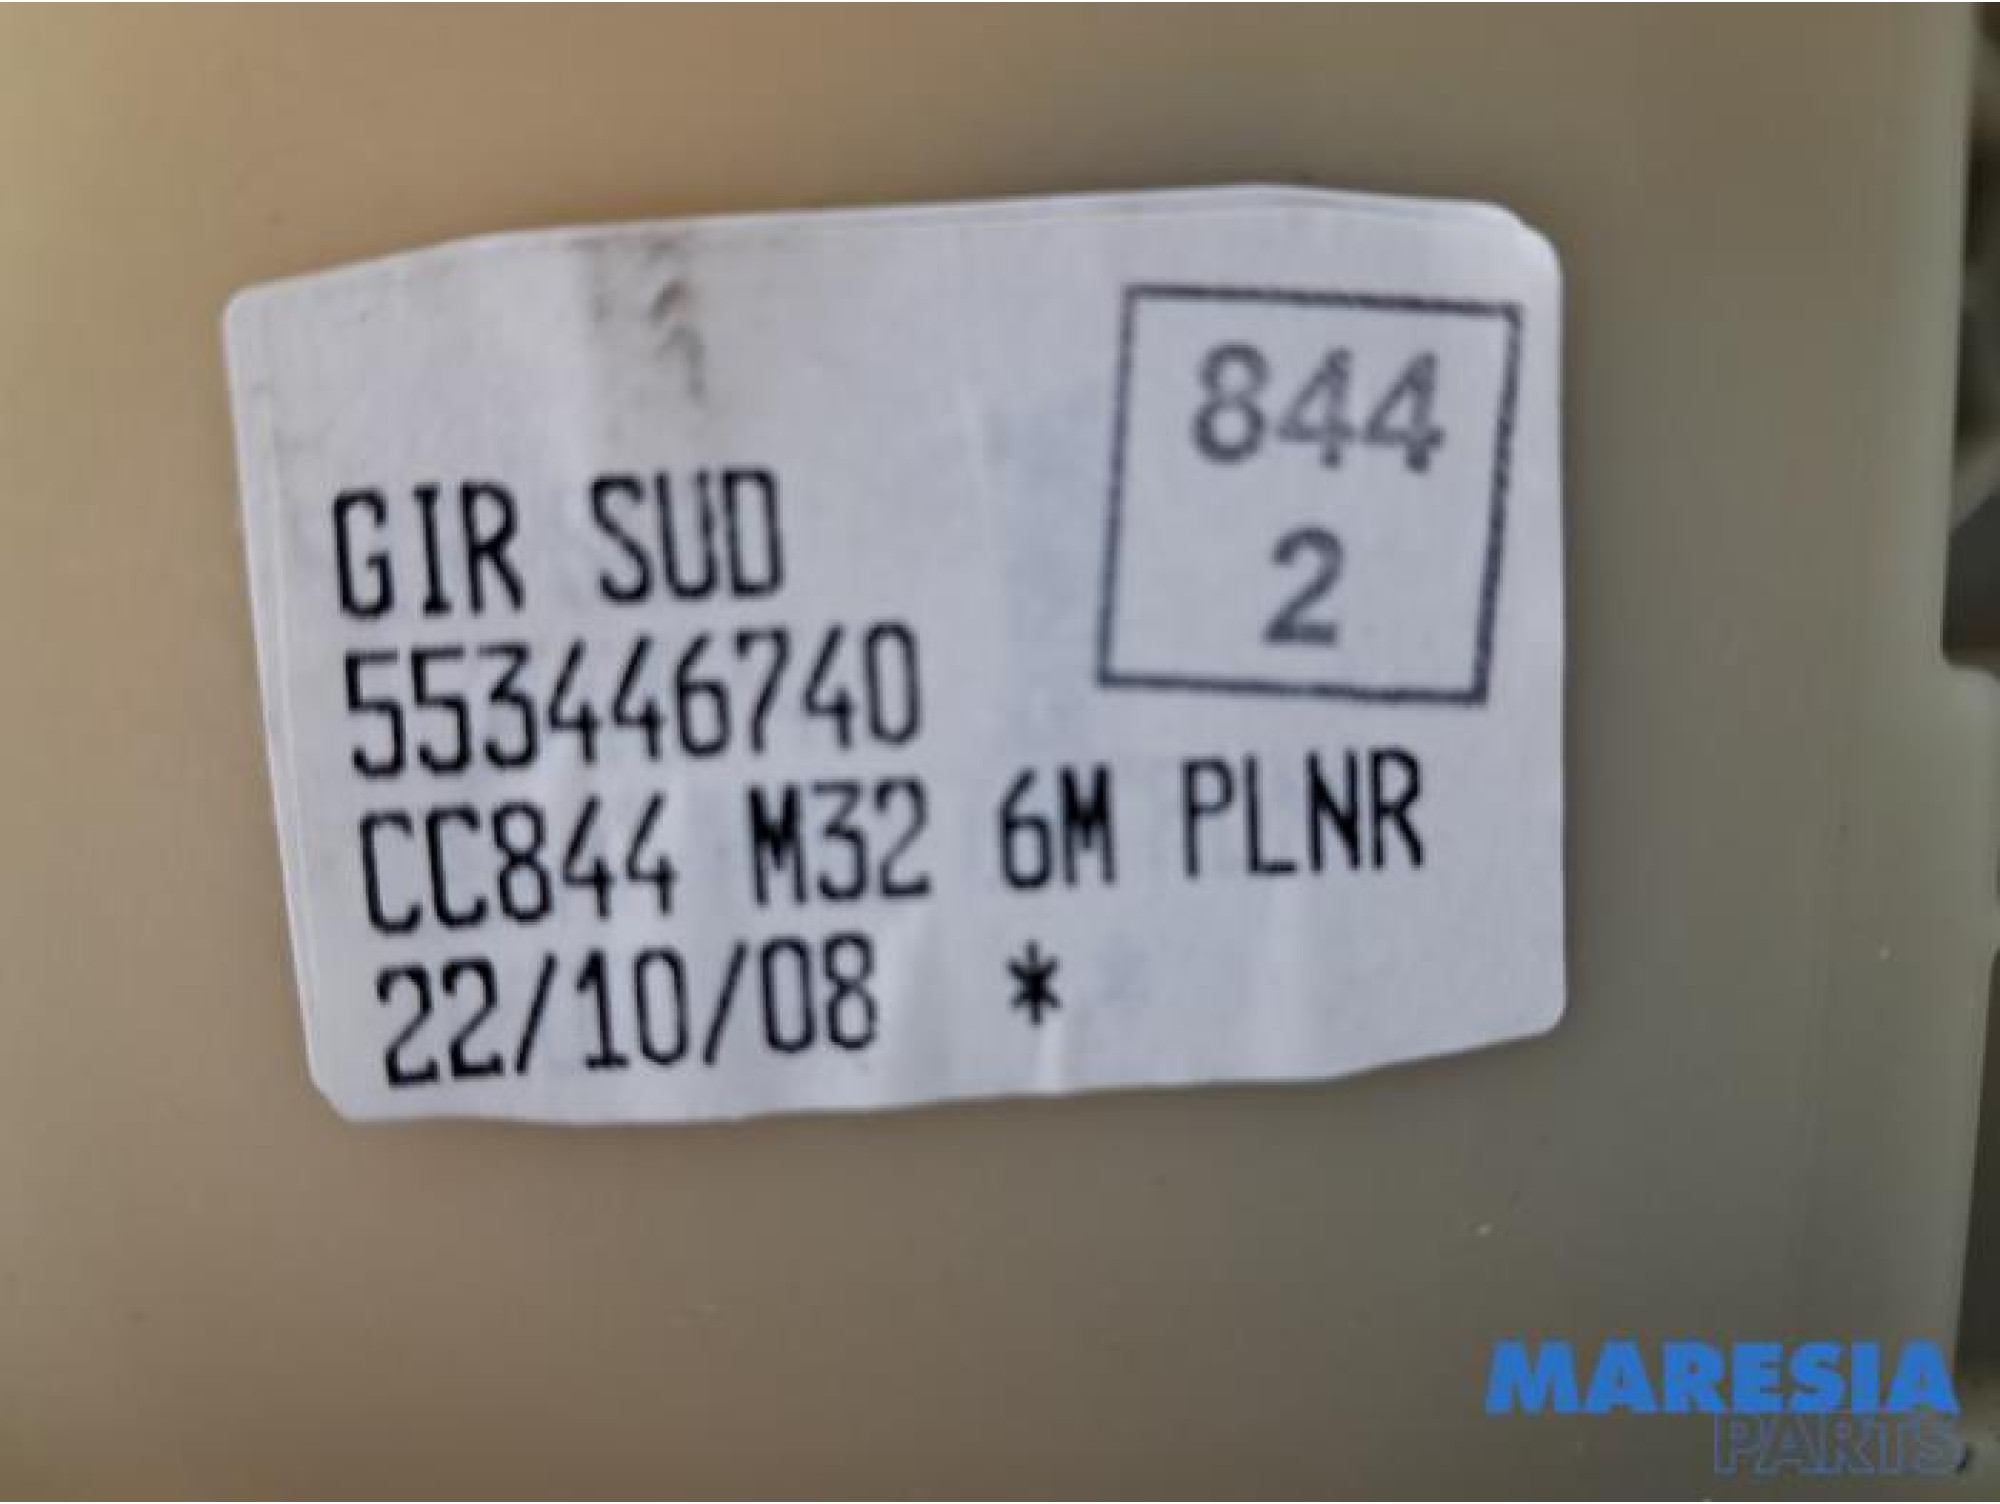 844
2
GIR SUD
553446740
CC844 M32 6M PLNR
22/10/08 *
MARESIA
PARTS